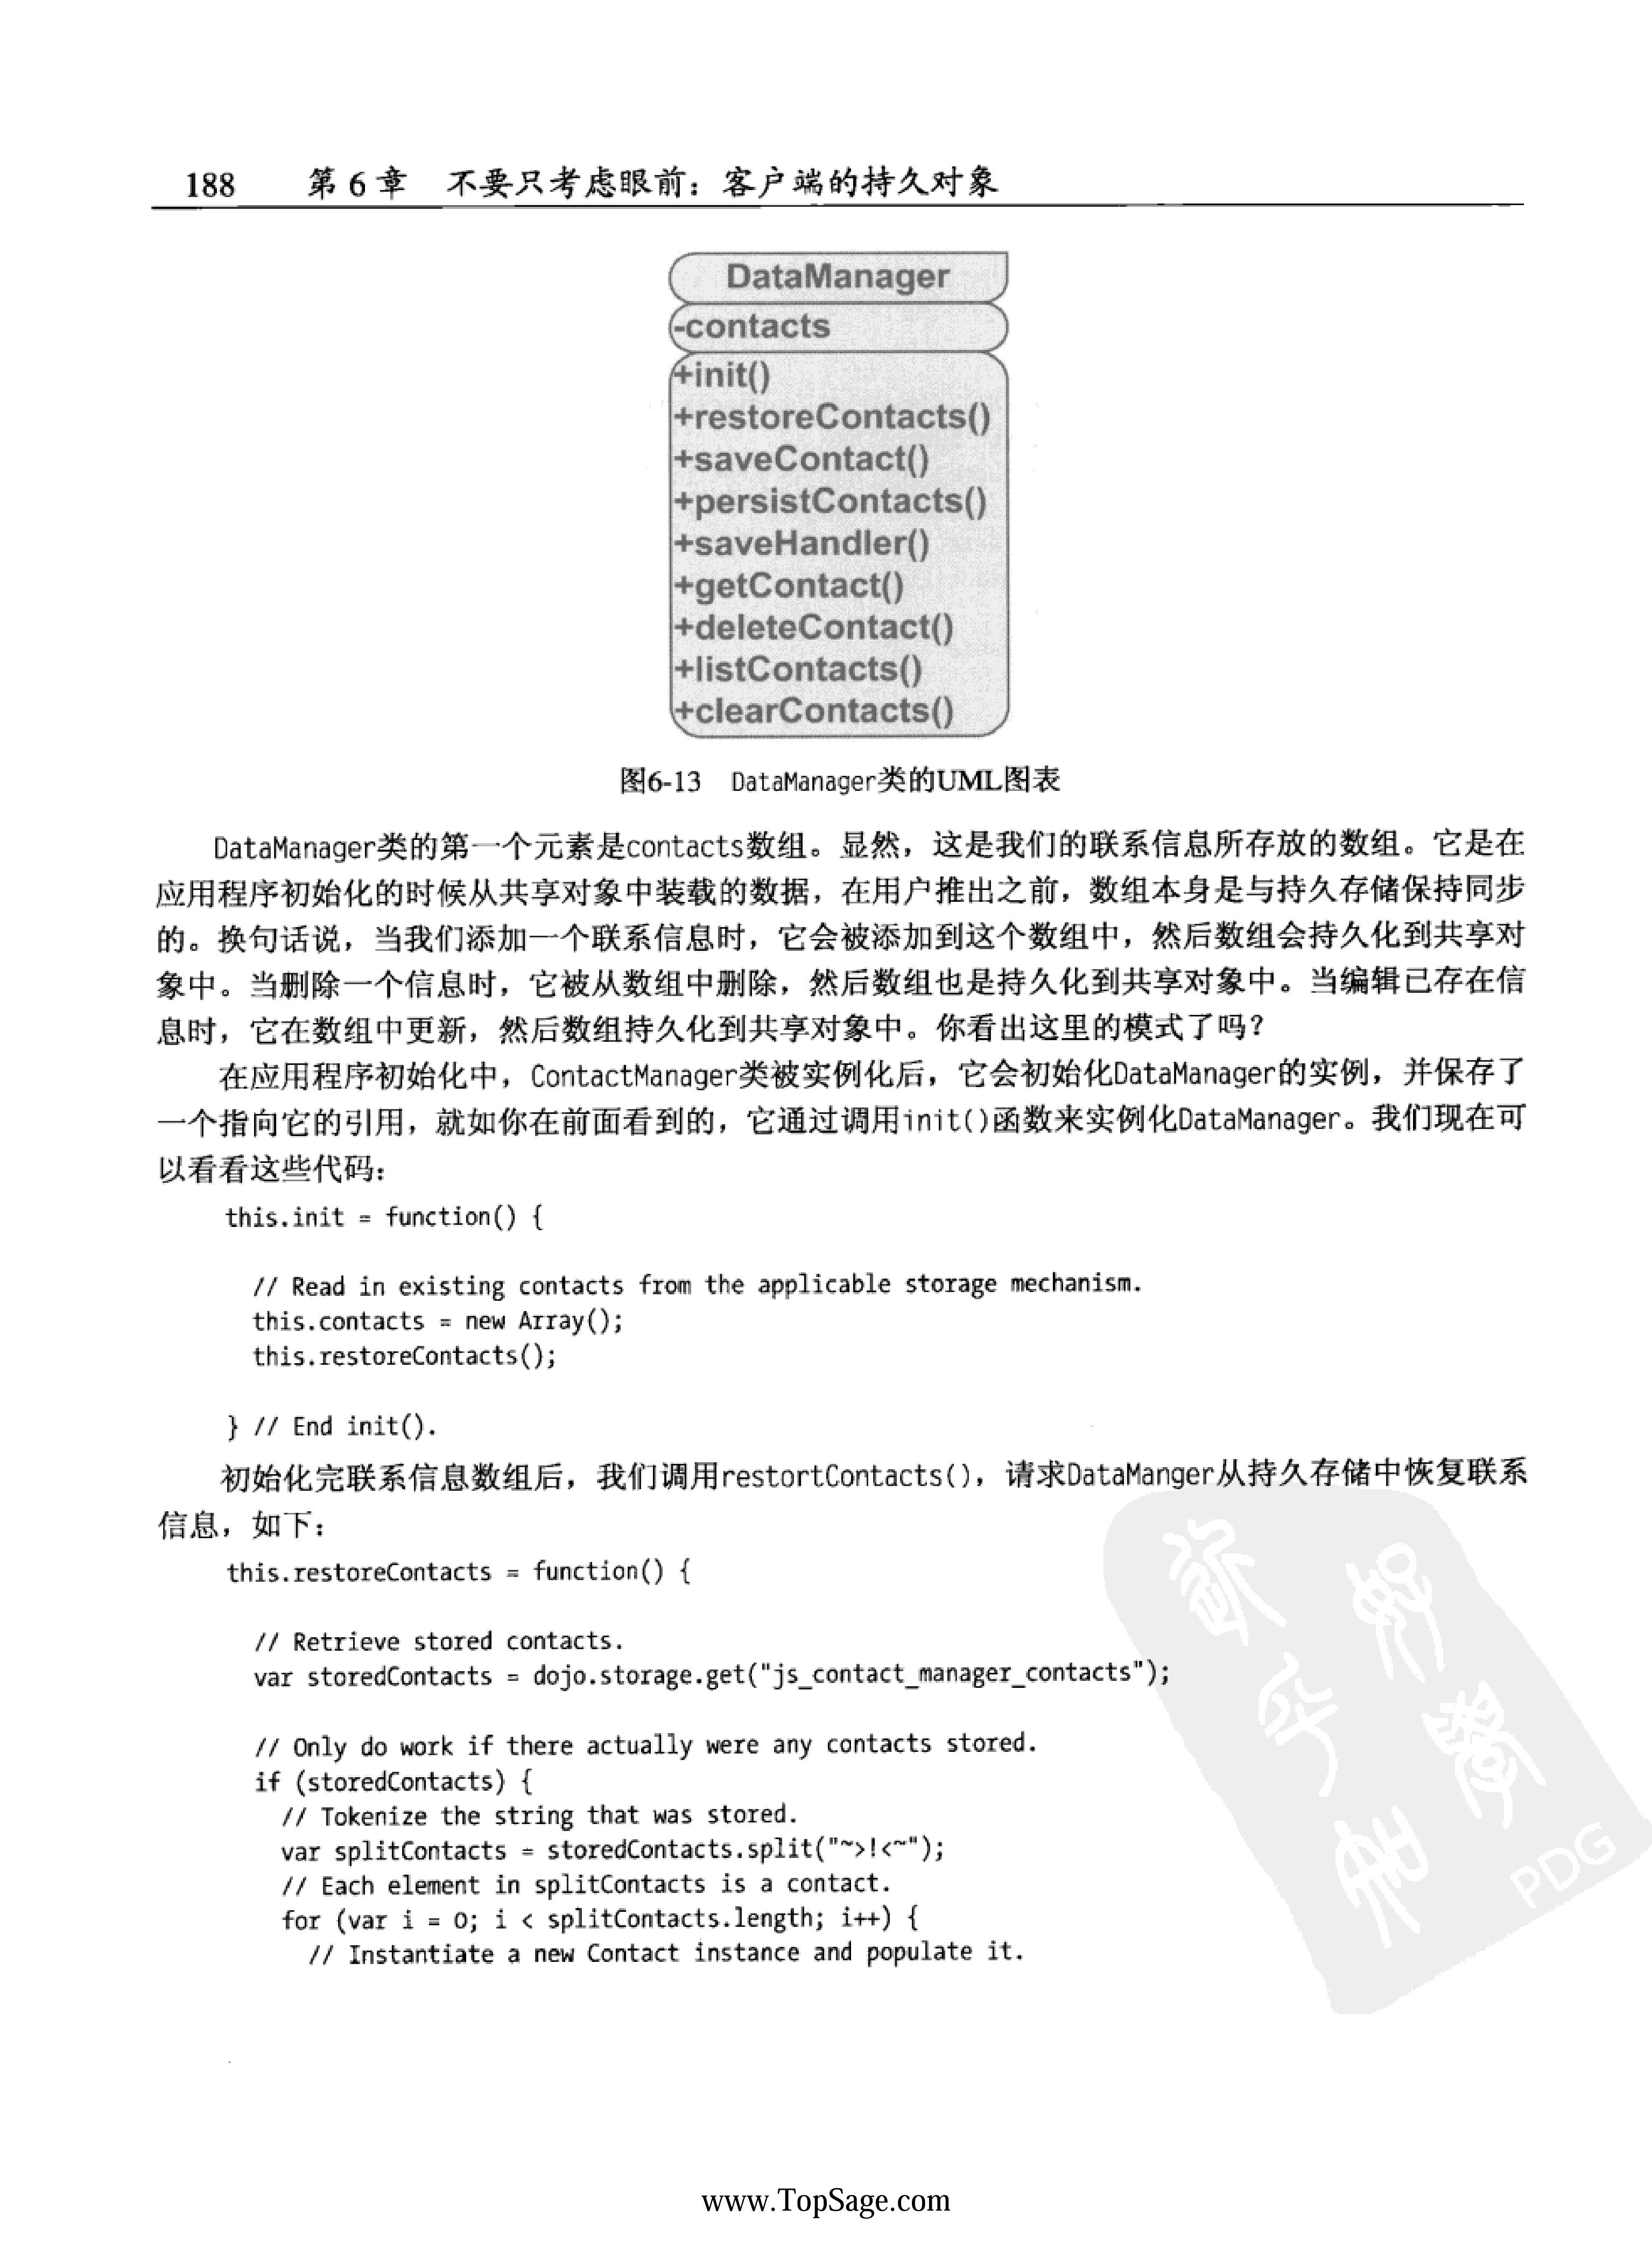 188 第 6 章 不要只考虑眼前：客户端的持久对象
DataManager
-contacts
+init()
+restoreContacts()
+saveContact()
+persistContacts()
+saveHandler()
+getContact()
+deleteContact()
+listContacts()
+clearContacts()
图6-13 DataManager类的UML图表
DataManager类的第一个元素是contacts数组。显然，这是我们的联系信息所存放的数组。它是在
应用程序初始化的时候从共享对象中装载的数据，在用户推出之前，数组本身是与持久存储保持同步
的。换句话说，当我们添加一个联系信息时，它会被添加到这个数组中，然后数组会持久化到共享对
象中。当删除一个信息时，它被从数组中删除，然后数组也是持久化到共享对象中。当编辑已存在信
息时，它在数组中更新，然后数组持久化到共享对象中。你看出这里的模式了吗？
在应用程序初始化中，ContactManager类被实例化后，它会初始化DataManager的实例，并保存了
一个指向它的引用，就如你在前面看到的，它通过调用init()函数来实例化DataManager。我们现在可
以看看这些代码：
this.init = function() {
// Read in existing contacts from the applicable storage mechanism.
this.contacts = new Array();
this.restoreContacts();
} // End init().
初始化完联系信息数组后，我们调用restortContacts()，请求DataManger从持久存储中恢复联系
信息，如下：
this.restoreContacts = function() {
// Retrieve stored contacts.
var storedContacts = dojo.storage.get("js_contact_manager_contacts");
// Only do work if there actually were any contacts stored.
if (storedContacts) {
// Tokenize the string that was stored.
var splitContacts = storedContacts.split("~>!<~");
// Each element in splitContacts is a contact.
for (var i = 0; i < splitContacts.length; i++) {
// Instantiate a new Contact instance and populate it.
PDG
www.TopSage.com